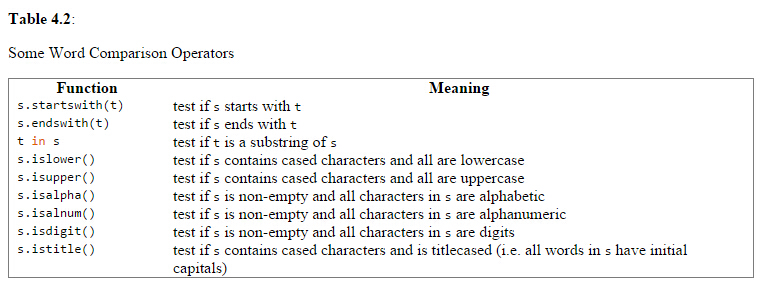 Table 4.2:
Some Word Comparison Operators
Function Meaning
s.startswith(t) test if s starts with t
s.endswith(t) test if s ends with t
t in s test if t is a substring of s
s.islower() test if s contains cased characters and all are lowercase
s.isupper() test if s contains cased characters and all are uppercase
s.isalpha() test if s is non-empty and all characters in s are alphabetic
s.isalnum() test if s is non-empty and all characters in s are alphanumeric
s.isdigit() test if s is non-empty and all characters in s are digits
s.istitle() test if s contains cased characters and is titlecased (i.e. all words in s have initial
capitals)